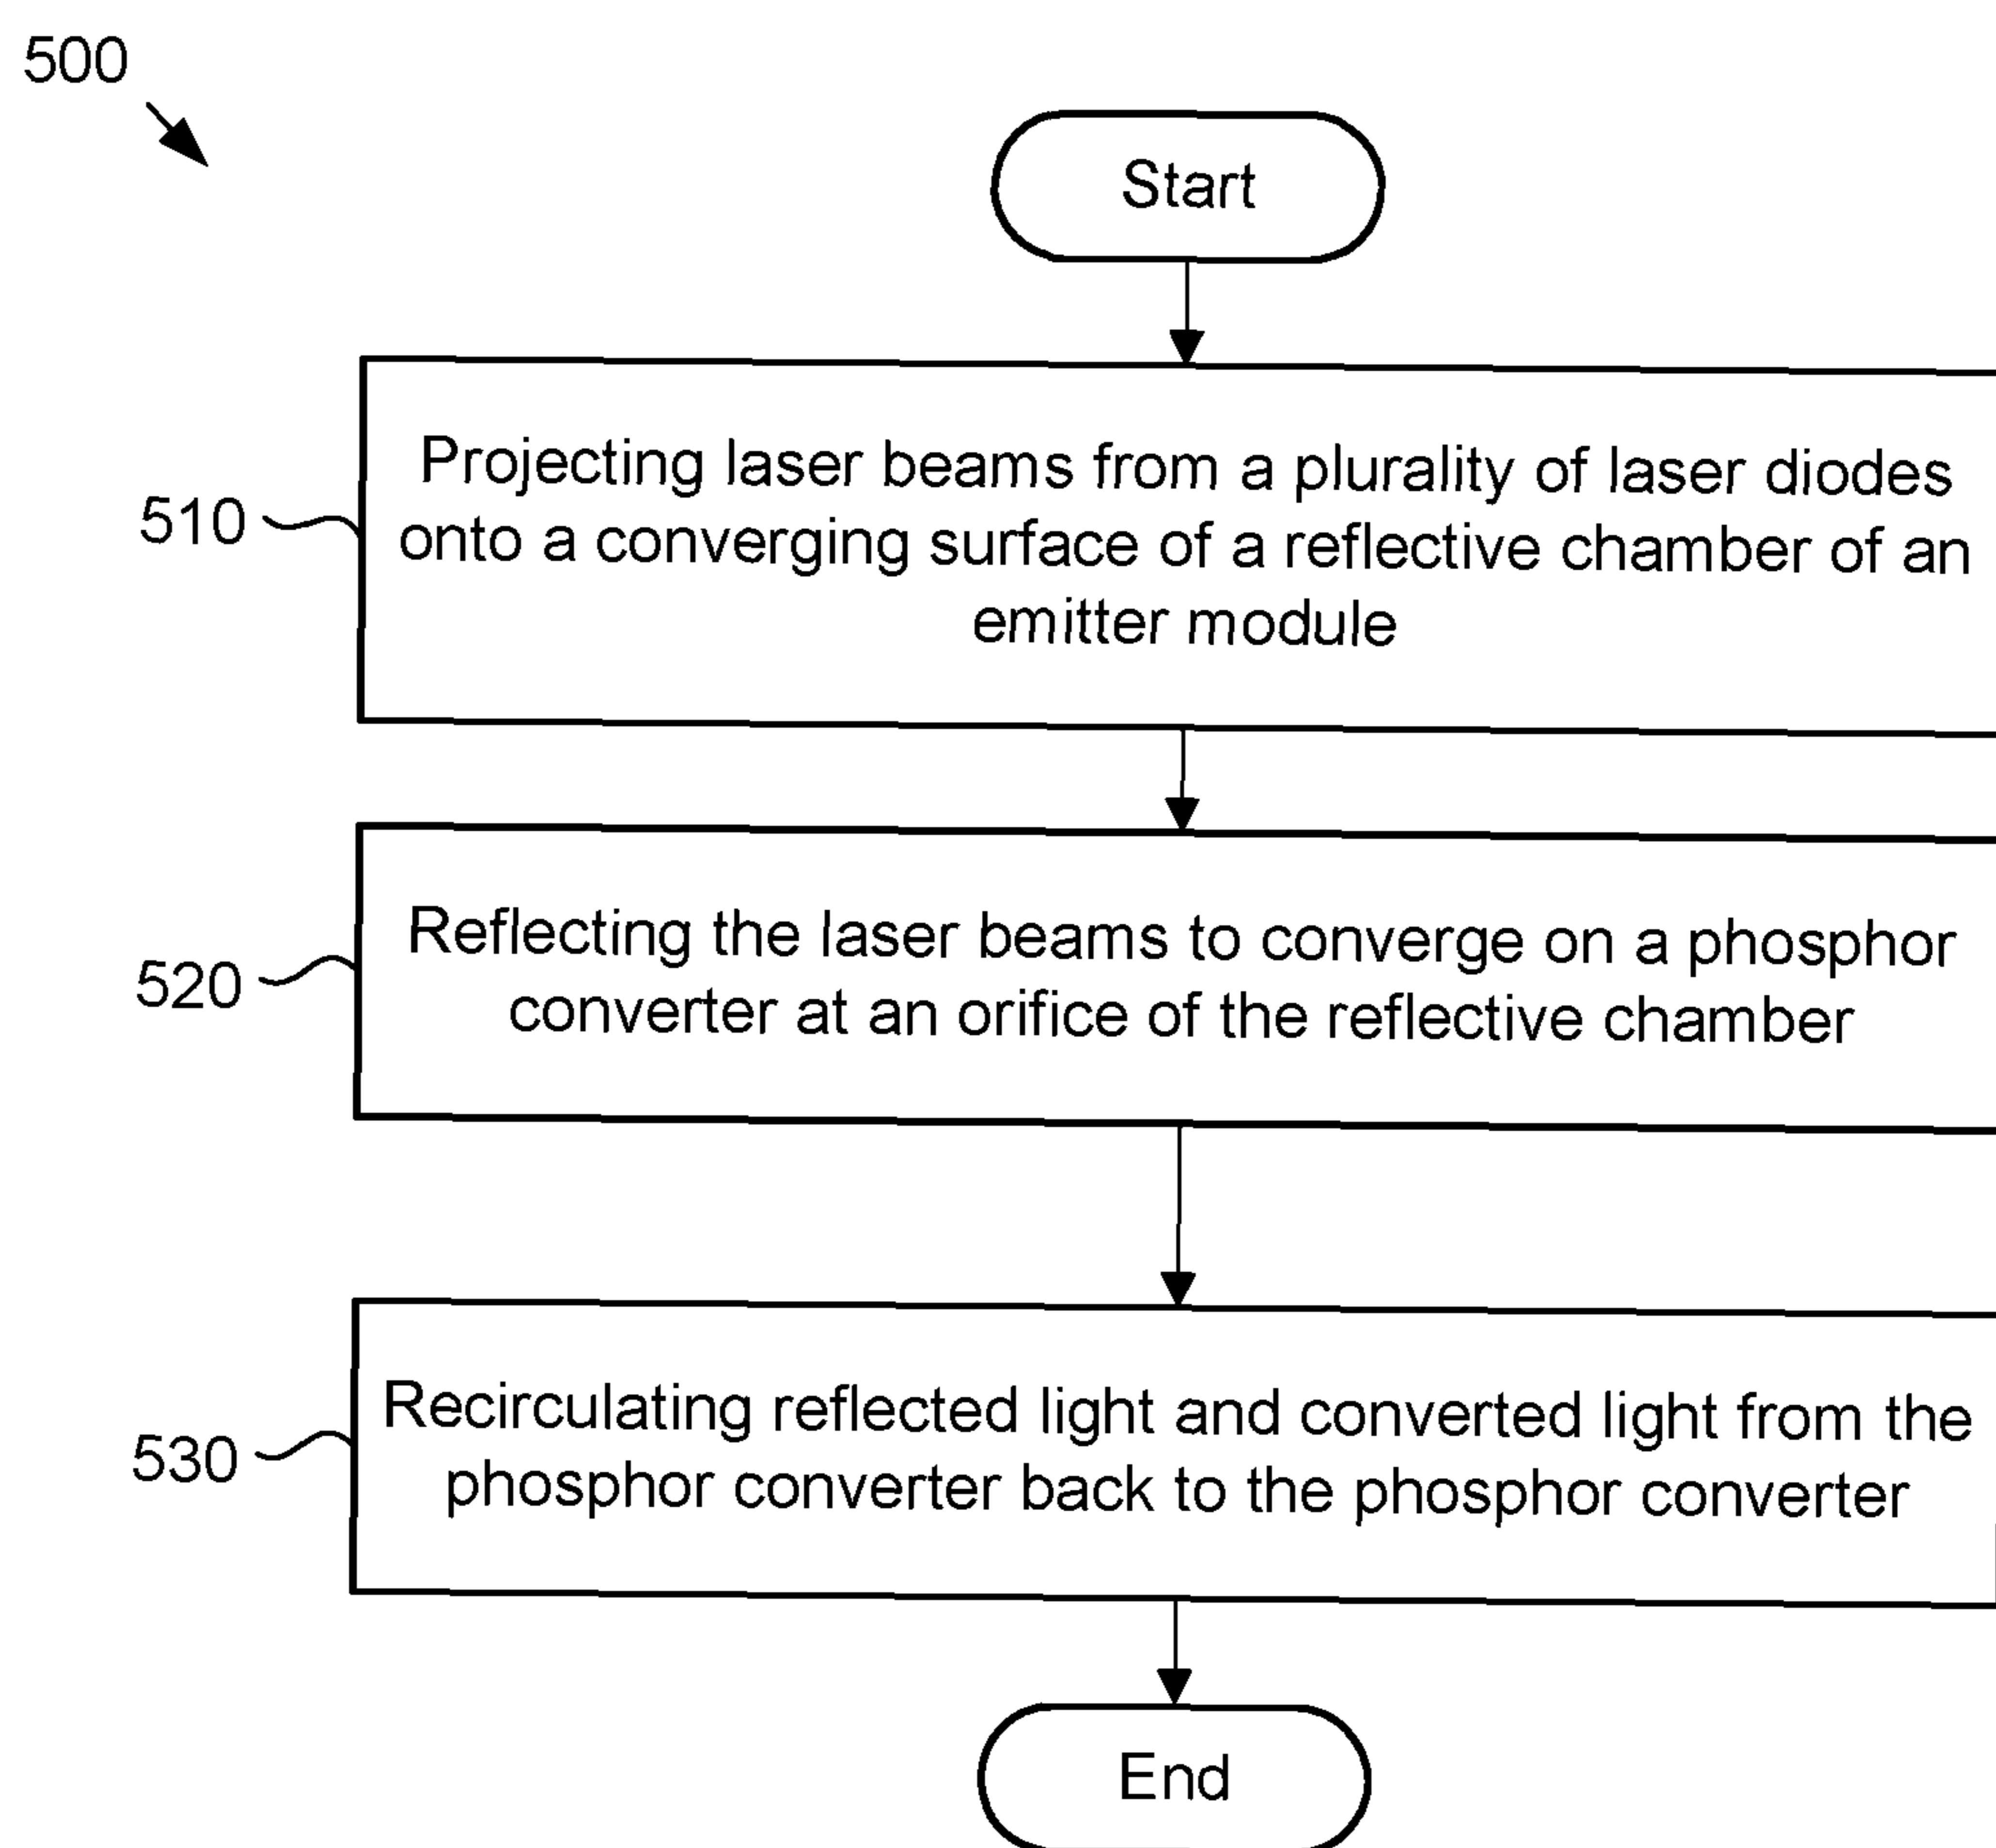 500
Start
510
Projecting laser beams from a plurality of laser diodes
onto a converging surface of a reflective chamber of an
emitter module
520
Reflecting the laser beams to converge on a phosphor
converter at an orifice of the reflective chamber
530
Recirculating reflected light and converted light from the
phosphor converter back to the phosphor converter
End